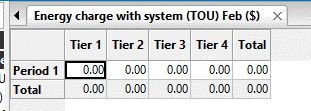 Energy charge with system (TOU) Feb ($)
Tier 1 Tier 2 Tier 3 Tier 4 Total
Period 1 0.00 0.00 0.00 0.00 0.00
Total 0.00 0.00 0.00 0.00 0.00